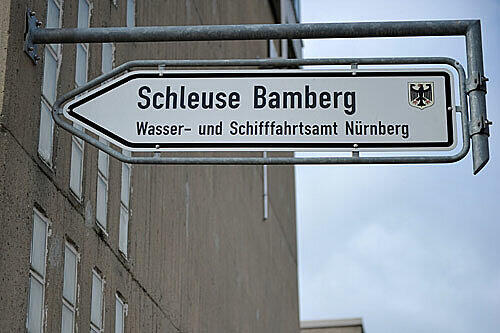 Schleuse Bamberg
Wasser- und Schifffahrtsamt Nürnberg